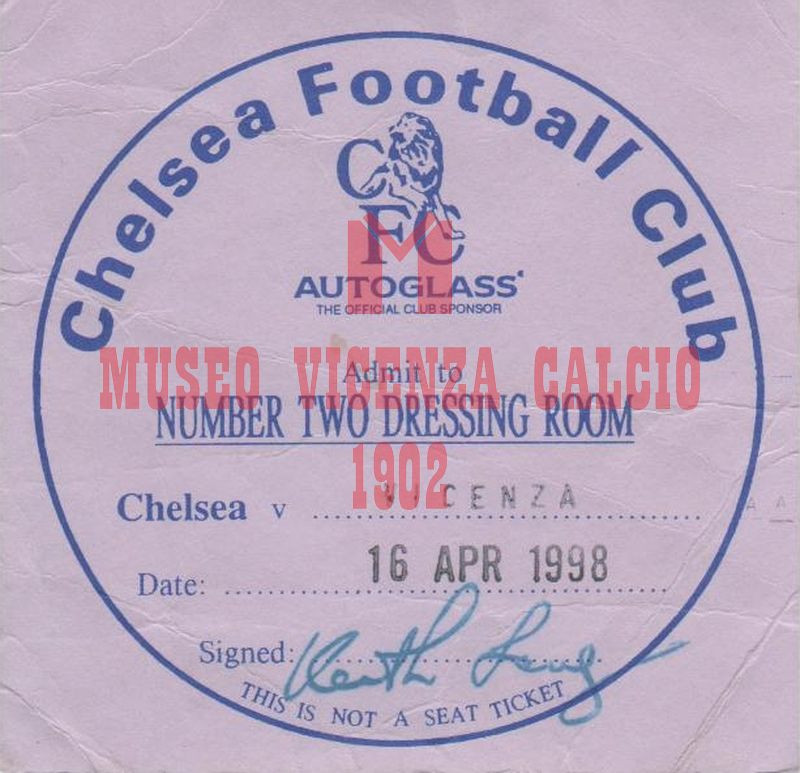 Chelsea Football Club
CFC
AUTOGLASS
THE OFFICIAL CLUB SPONSOR
M
MUSEO VICENZA CALCIO
1902
Admit to
NUMBER TWO DRESSING ROOM
Chelsea v VICENZA
Date: 16 APR 1998
Signed: Keith
THIS IS NOT A SEAT TICKET